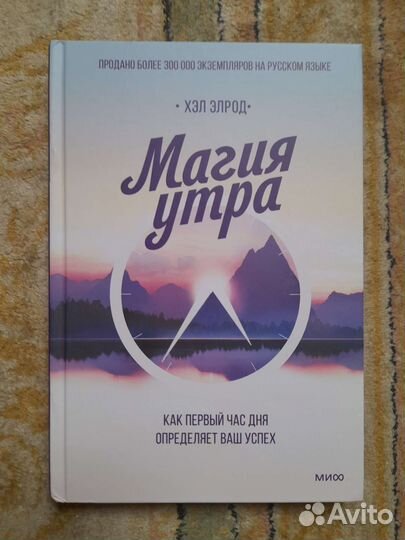 ПРОДАНО БОЛЕЕ 300 000 ЭКЗЕМПЛЯРОВ НА РУССКОМ ЯЗЫКЕ
• ХЭЛ ЭЛРОД •
Магия
утра
КАК ПЕРВЫЙ ЧАС ДНЯ
ОПРЕДЕЛЯЕТ ВАШ УСПЕХ
МИФ
Avito